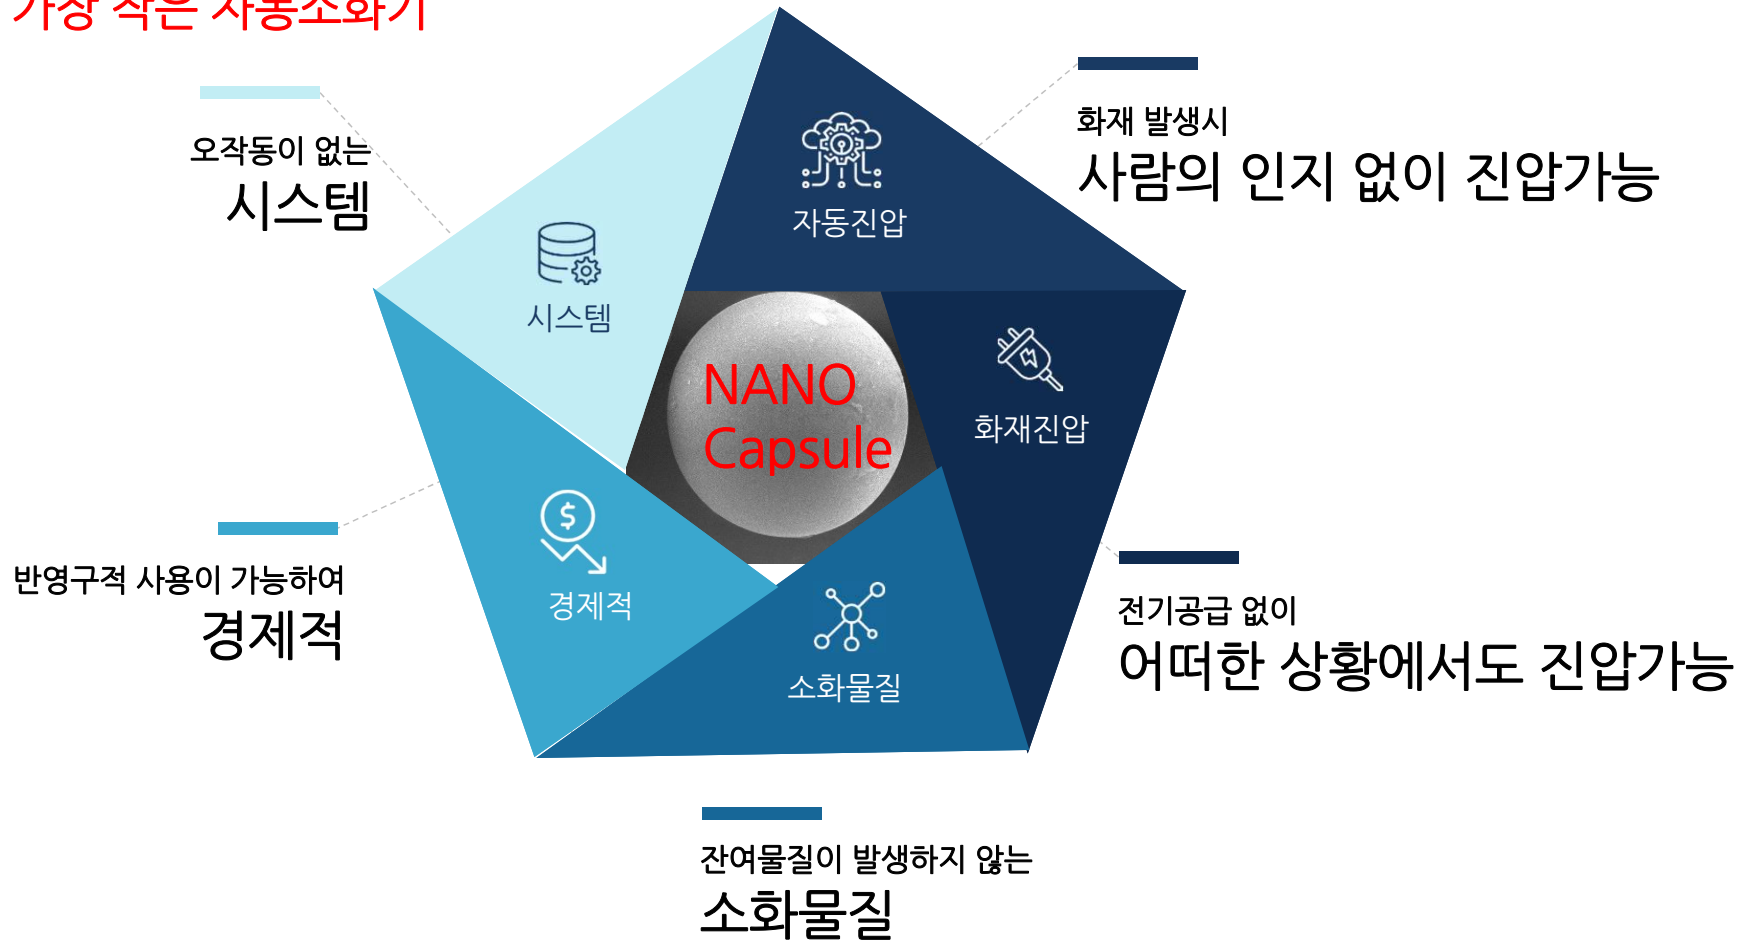 가장 작은 자동소화기
오작동이 없는
시스템
화재 발생시
사람의 인지 없이 진압가능
자동진압
시스템
화재진압
NANO
Capsule
경제적
소화물질
반영구적 사용이 가능하여
경제적
전기공급 없이
어떠한 상황에서도 진압가능
잔여물질이 발생하지 않는
소화물질